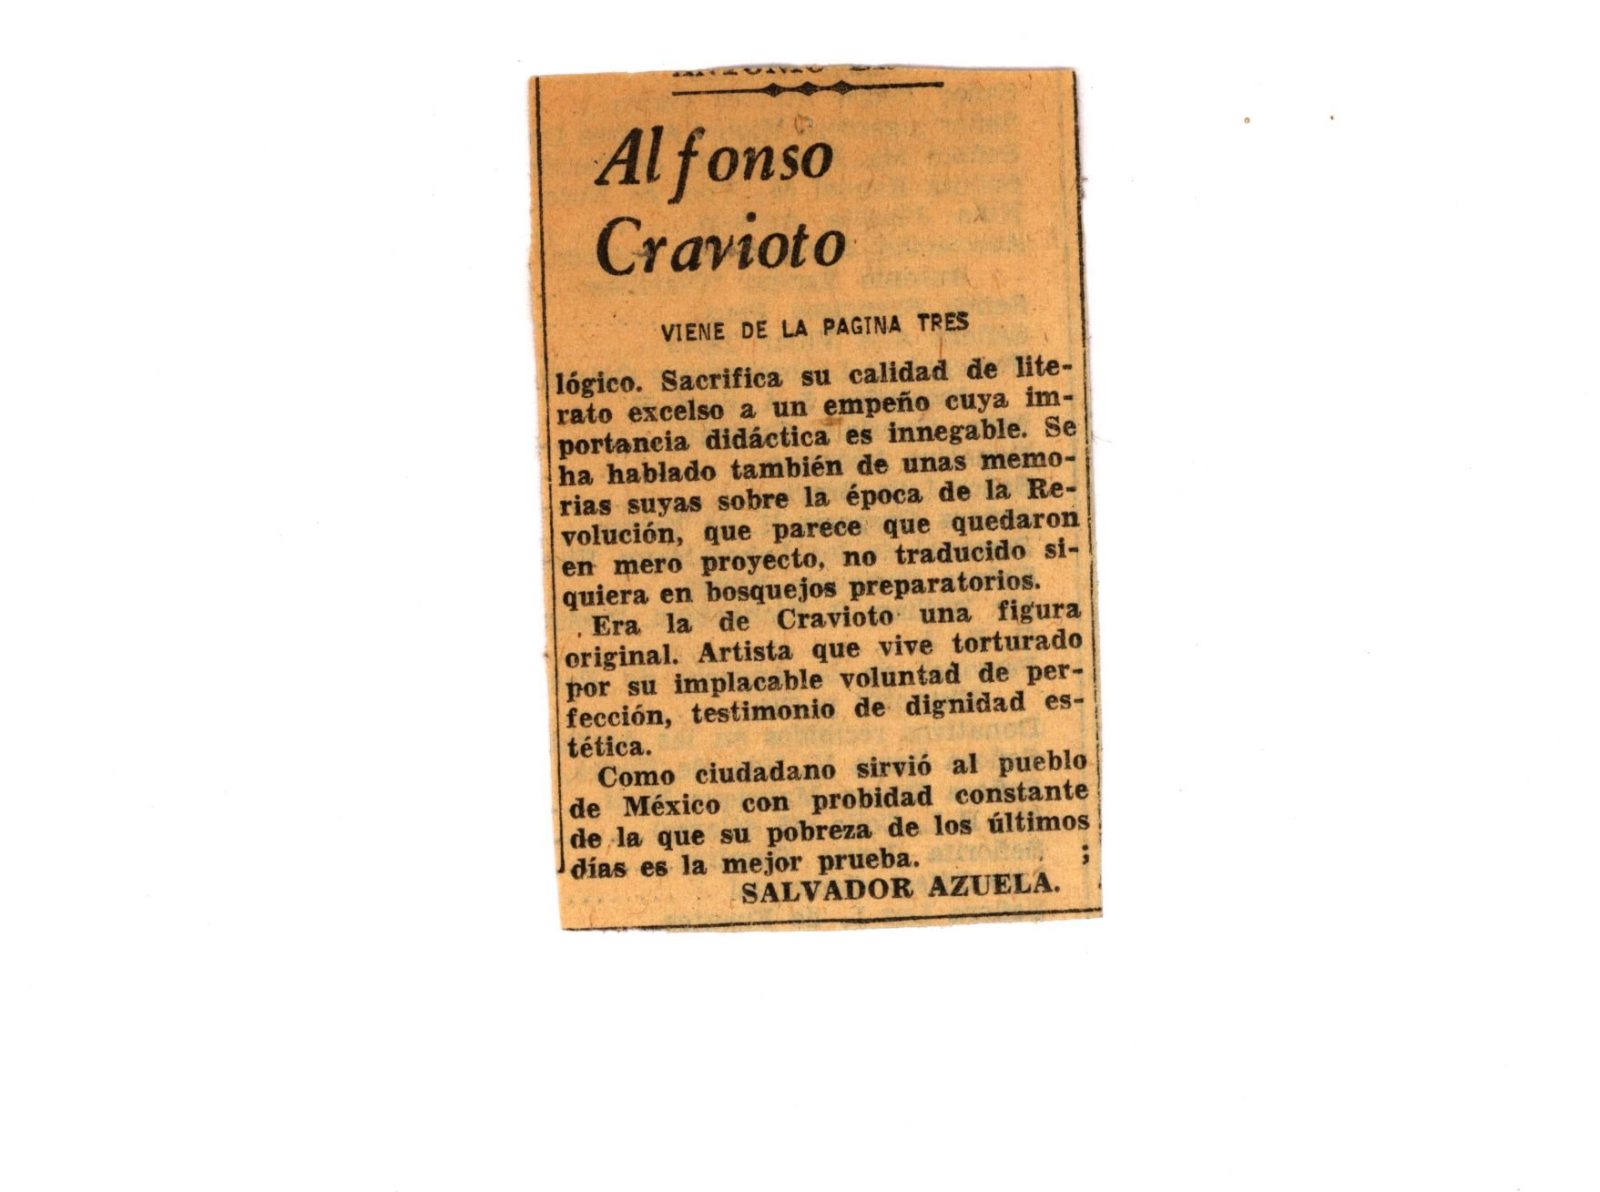 Alfonso
Cravioto
VIENE DE LA PAGINA TRES
lógico. Sacrifica su calidad de lite-
rato excelso a un empeño cuya im-
portancia didáctica es innegable. Se
ha hablado también de unas memo-
rias suyas sobre la época de la Re-
volución, que parece que quedaron
en mero proyecto, no traducido si-
quiera en bosquejos preparatorios.
Era la de Cravioto una figura
original. Artista que vive torturado
por su implacable voluntad de per-
fección, testimonio de dignidad es-
tética.
Como ciudadano sirvió al pueblo
de México con probidad constante
de la que su pobreza de los últimos
días es la mejor prueba. ;
SALVADOR AZUELA.